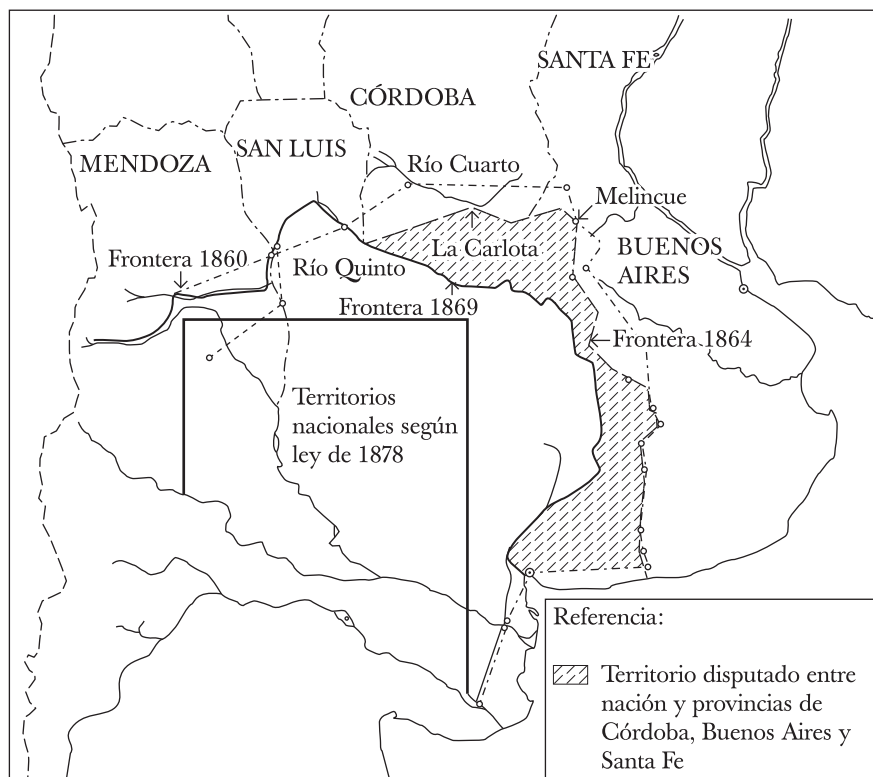 SANTA FE
CÓRDOBA
SAN LUIS
MENDOZA
Río Cuarto
Melincue
La Carlota
BUENOS
AIRES
Frontera 1860
Río Quinto
Frontera 1869
Frontera 1864
Territorios
nacionales según
ley de 1878
Referencia:
Territorio disputado entre
nación y provincias de
Córdoba, Buenos Aires y
Santa Fe